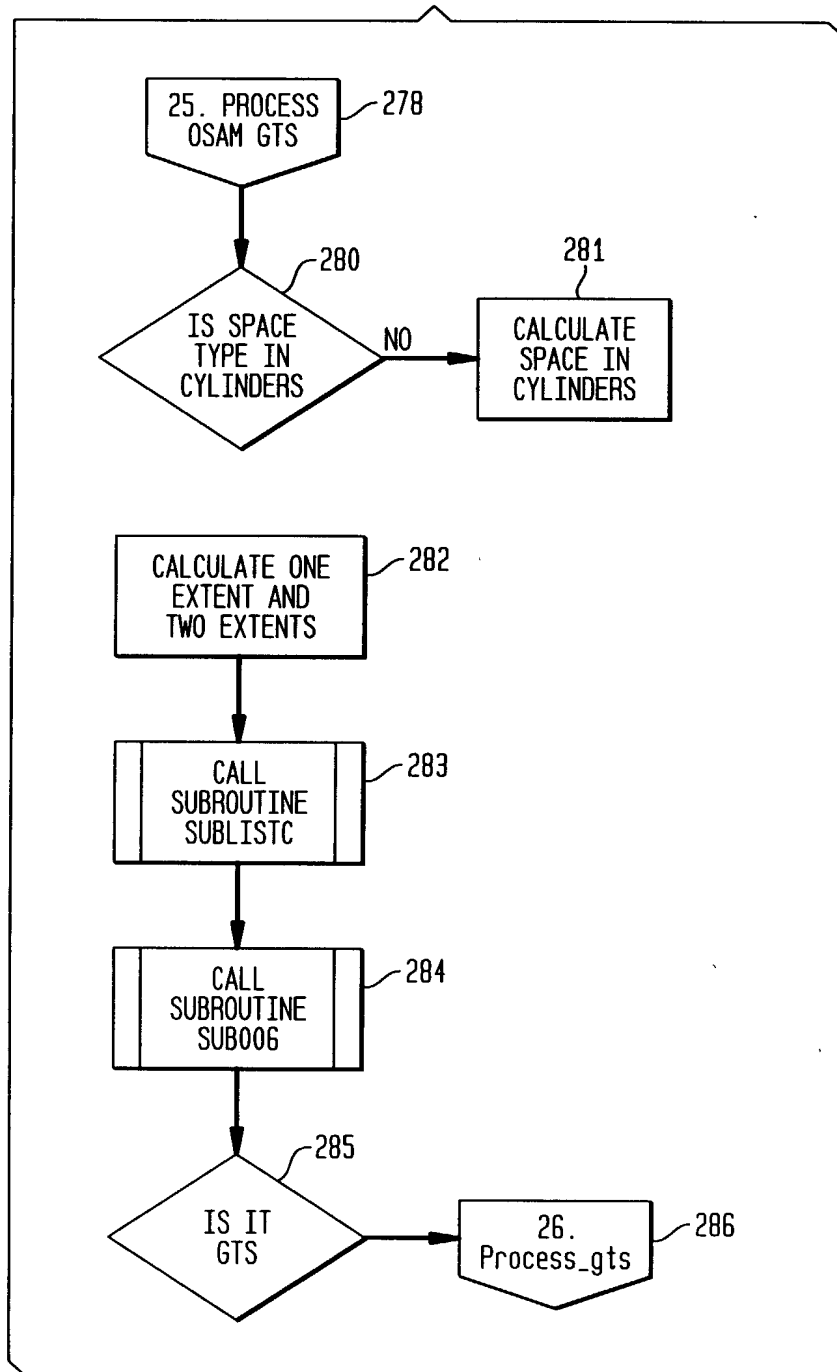 25. PROCESS
OSAM GTS
278
280
IS SPACE
TYPE IN
CYLINDERS
NO
281
CALCULATE
SPACE IN
CYLINDERS
CALCULATE ONE
EXTENT AND
TWO EXTENTS
282
CALL
SUBROUTINE
SUBLISTC
283
CALL
SUBROUTINE
SUB006
284
285
IS IT
GTS
26.
Process_gts
286